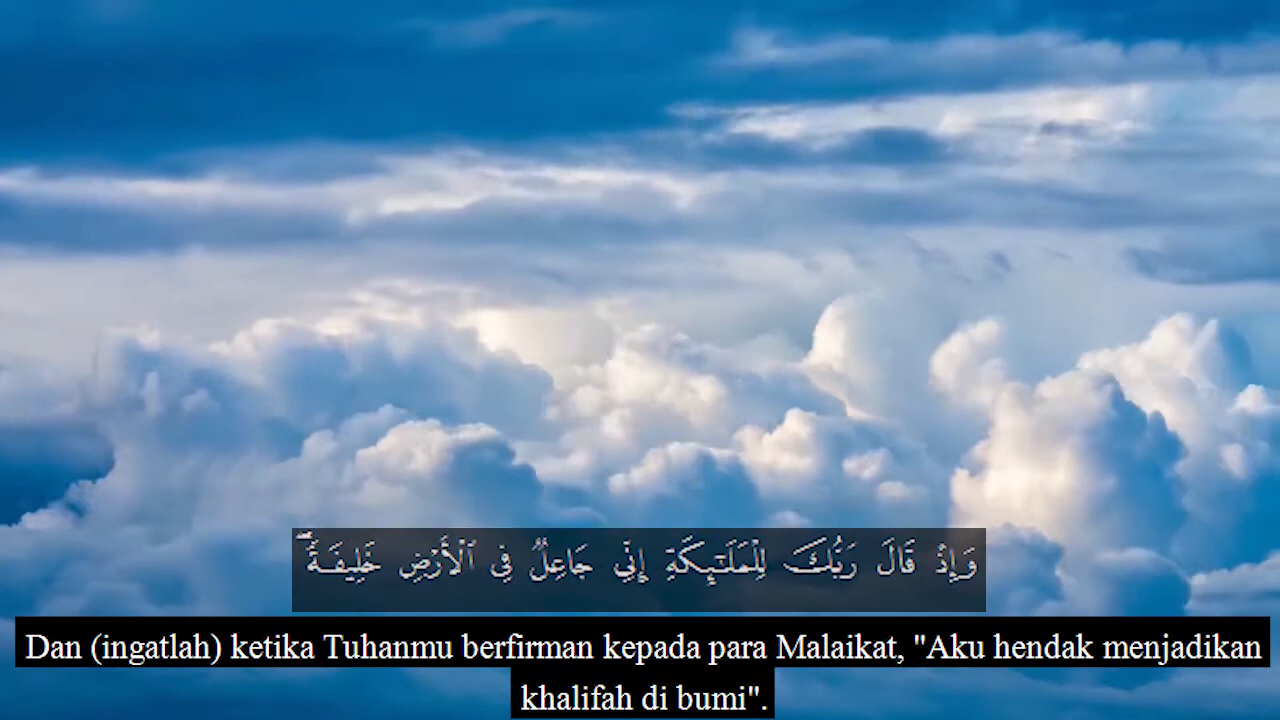 وَإِذْ قَالَ رَبُّكَ لِلْمَلَـٰٓئِكَةِ إِنِّي جَاعِلٌ فِي ٱلْأَرْضِ خَلِيفَةً ۖ
Dan (ingatlah) ketika Tuhanmu berfirman kepada para Malaikat, "Aku hendak menjadikan
khalifah di bumi".